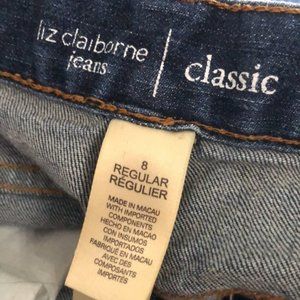 liz claiborne
jeans
classic
8
REGULAR
RÉGULIER
MADE IN MACAU
WITH IMPORTED
COMPONENTS
HECHO EN MACAO
CON INSUMOS
IMPORTADOS
FABRIQUÉ EN MACAU
AVEC DES
COMPOSANTS
IMPORTÉS